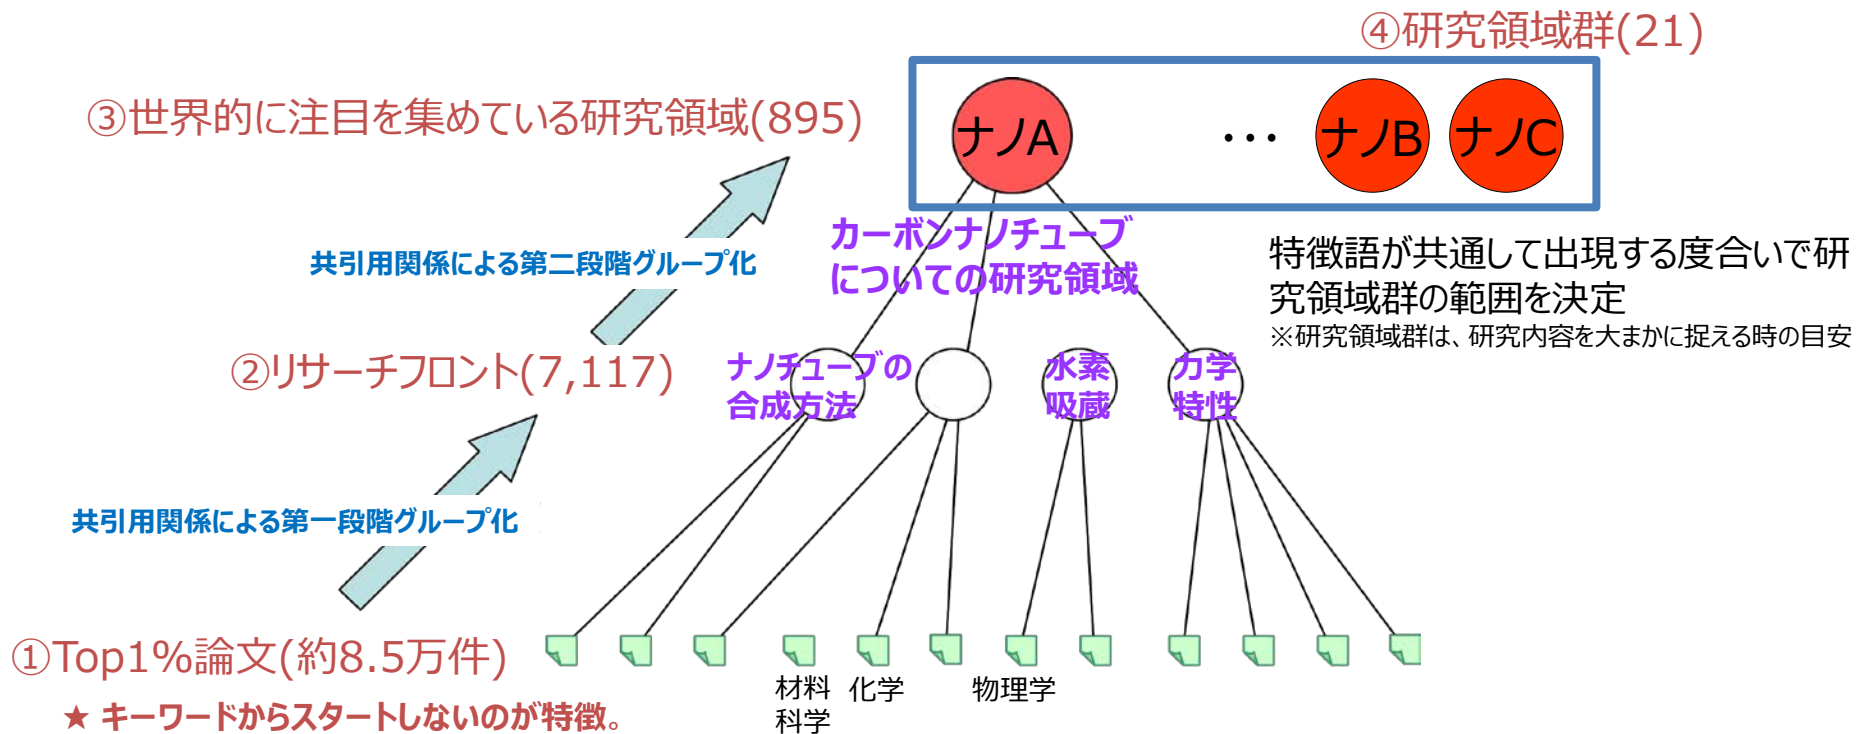 ④研究領域群(21)
③世界的に注目を集めている研究領域(895)
ナノA
・・・
ナノB
ナノC
共引用関係による第二段階グループ化
カーボンナノチューブ
についての研究領域
特徴語が共通して出現する度合いで研
究領域群の範囲を決定
※研究領域群は、研究内容を大まかに捉える時の目安
②リサーチフロント(7,117)
ナノチューブの
合成方法
水素
吸蔵
力学
特性
共引用関係による第一段階グループ化
①Top1%論文(約8.5万件)
材料
科学
化学
物理学
★ キーワードからスタートしないのが特徴。